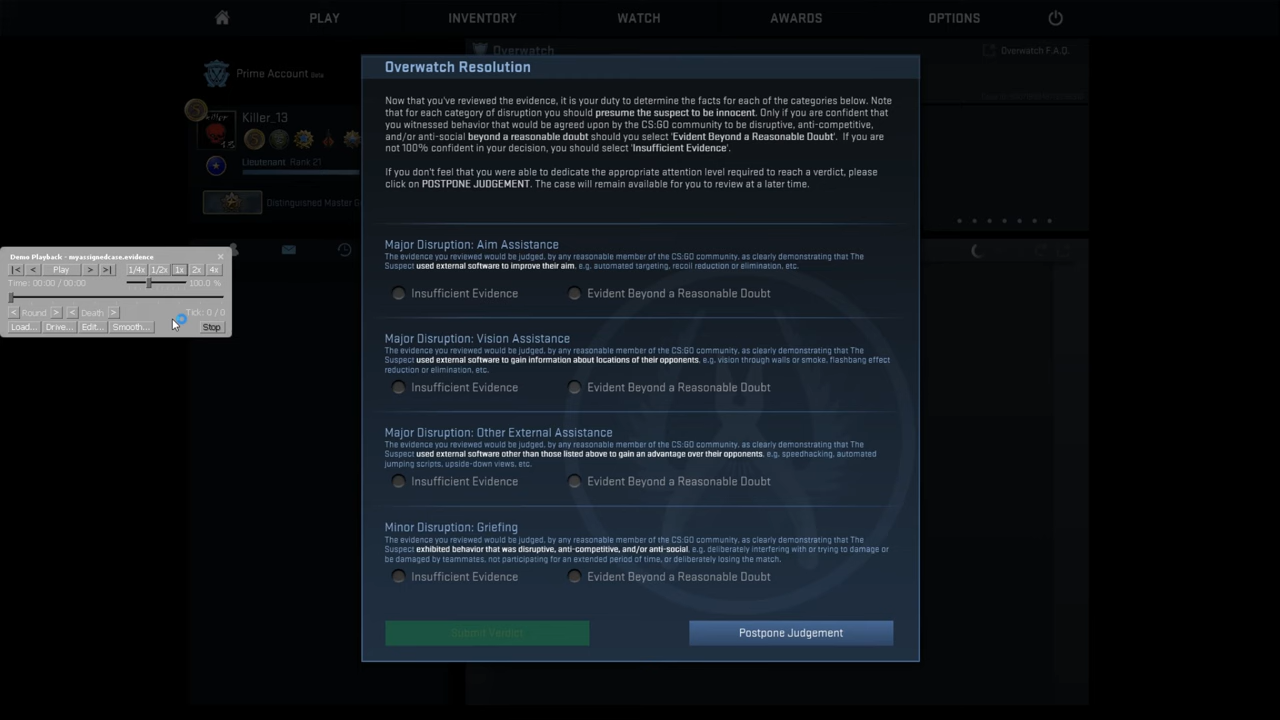 PLAY
INVENTORY
WATCH
AWARDS
OPTIONS
Overwatch
Overwatch F.A.Q.
Prime Account Beta
Killer_13
Lieutenant Rank 21
Distinguished Master G
Overwatch Resolution
Now that you've reviewed the evidence, it is your duty to determine the facts for each of the categories below. Note
that for each category of disruption you should presume the suspect to be innocent. Only if you are confident that
you witnessed behavior that would be agreed upon by the CS:GO community to be disruptive, anti-competitive,
and/or anti-social beyond a reasonable doubt should you select 'Evident Beyond a Reasonable Doubt'. If you are
not 100% confident in your decision, you should select 'Insufficient Evidence'.
If you don't feel that you were able to dedicate the appropriate attention level required to reach a verdict, please
click on POSTPONE JUDGEMENT. The case will remain available for you to review at a later time.
Major Disruption: Aim Assistance
The evidence you reviewed would be judged, by any reasonable member of the CS:GO community, as clearly demonstrating that The
Suspect used external software to improve their aim. e.g. automated targeting, recoil reduction or elimination, etc.
Insufficient Evidence
Evident Beyond a Reasonable Doubt
Major Disruption: Vision Assistance
The evidence you reviewed would be judged, by any reasonable member of the CS:GO community, as clearly demonstrating that The
Suspect used external software to gain information about locations of their opponents. e.g. vision through walls or smoke, flashbang effect
reduction or elimination, etc.
Insufficient Evidence
Evident Beyond a Reasonable Doubt
Major Disruption: Other External Assistance
The evidence you reviewed would be judged, by any reasonable member of the CS:GO community, as clearly demonstrating that The
Suspect used external software other than those listed above to gain an advantage over their opponents. e.g. speedhacking, automated
jumping scripts, upside-down views, etc.
Insufficient Evidence
Evident Beyond a Reasonable Doubt
Minor Disruption: Griefing
The evidence you reviewed would be judged, by any reasonable member of the CS:GO community, as clearly demonstrating that The
Suspect exhibited behavior that was disruptive, anti-competitive, and/or anti-social. e.g. deliberately interfering with or trying to damage or
be damaged by teammates, not participating for an extended period of time, or deliberately losing the match.
Insufficient Evidence
Evident Beyond a Reasonable Doubt
Submit Verdict
Postpone Judgement
Demo Playback - myassignedcase.evidence
|< < Play > >| 1/4x 1/2x 1x 2x 4x
Time: 00:00 / 00:00 100.0 %
< Round > < Death > Tick: 0 / 0
Load... Drive... Edit... Smooth... Stop